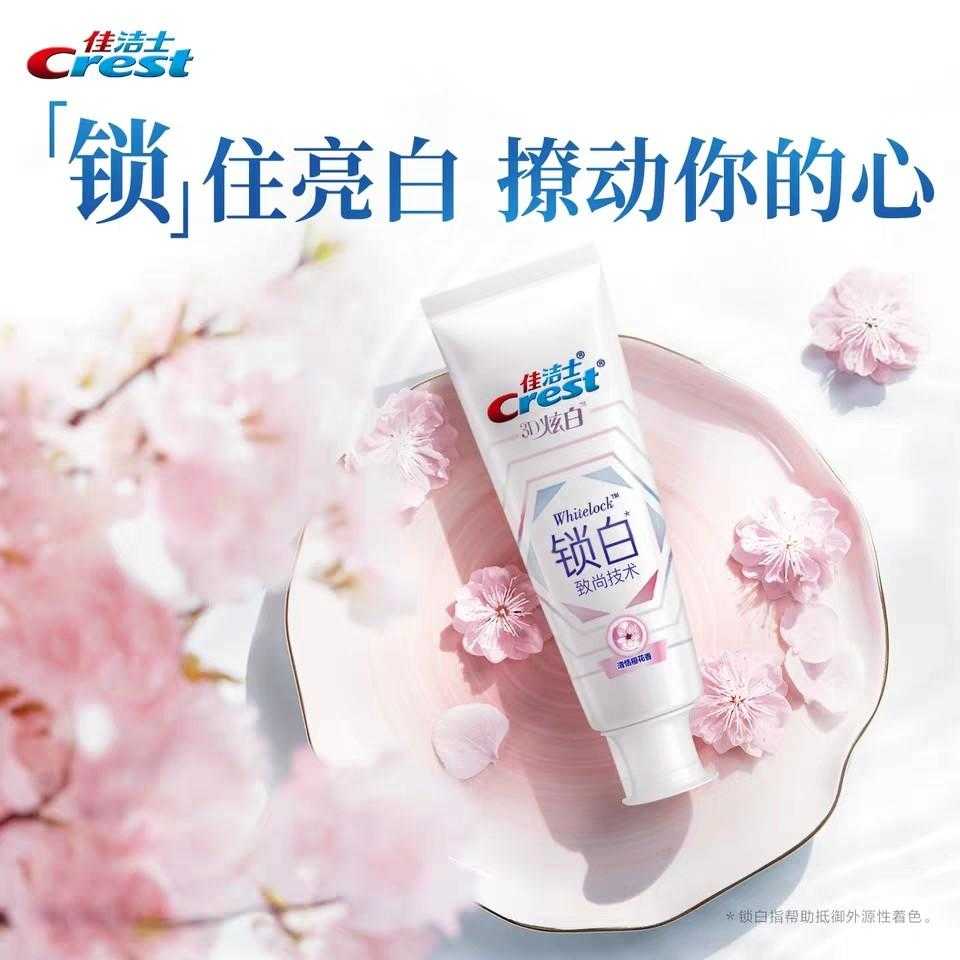 佳洁士
Crest
「锁」住亮白 撩动你的心
佳洁士®
Crest®
3D炫白™
Whitelock™
锁白*
致尚技术
*锁白指帮助抵御外源性着色。